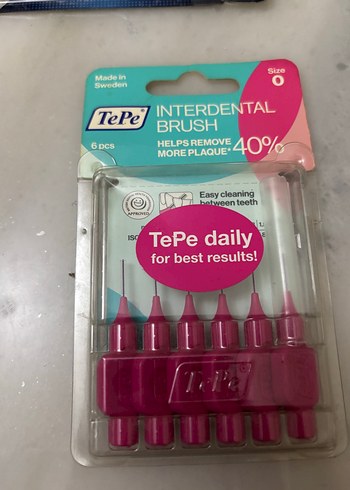 Made in
Sweden
Size
0
TePe®
INTERDENTAL
BRUSH
6 pcs
HELPS REMOVE
MORE PLAQUE* 40%
Easy cleaning
between teeth
APPROVED
TePe daily
for best results!
TePe